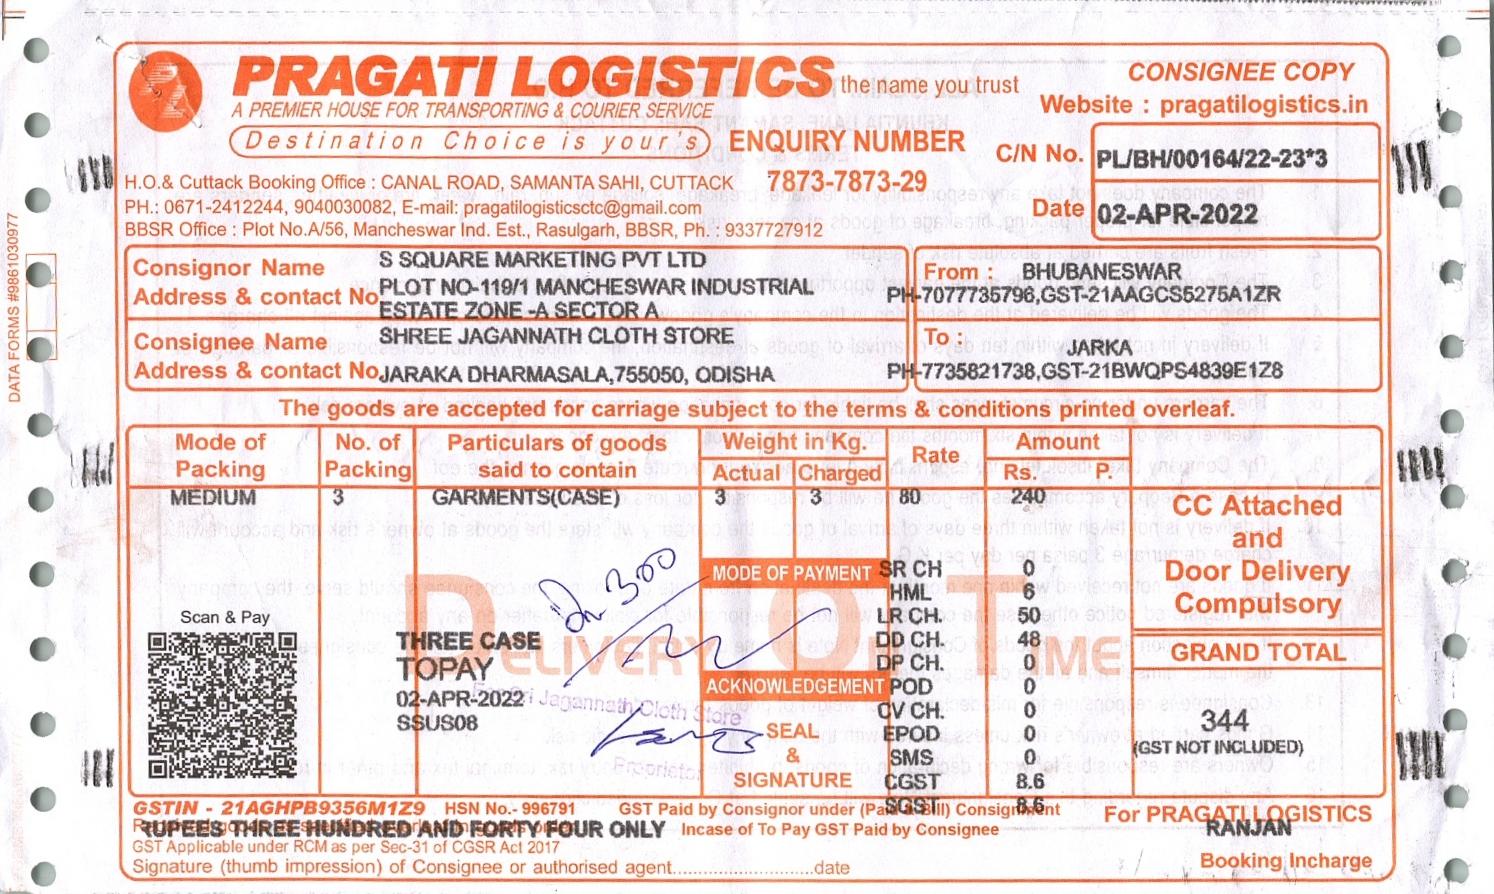 PRAGATI LOGISTICS the name you trust
A PREMIER HOUSE FOR TRANSPORTING & COURIER SERVICE
Destination Choice is your's
ENQUIRY NUMBER
7873-7873-29
CONSIGNEE COPY
Website : pragatilogistics.in
C/N No. PL/BH/00164/22-23*3
Date 02-APR-2022
H.O.& Cuttack Booking Office : CANAL ROAD, SAMANTA SAHI, CUTTACK
PH.: 0671-2412244, 9040030082, E-mail: pragatilogisticsctc@gmail.com
BBSR Office : Plot No.A/56, Mancheswar Ind. Est., Rasulgarh, BBSR, Ph. : 9337727912
DATA FORMS #9861030977
Consignor Name
Address & contact No.
S SQUARE MARKETING PVT LTD
PLOT NO-119/1 MANCHESWAR INDUSTRIAL
ESTATE ZONE -A SECTOR A
From : BHUBANESWAR
PH-7077735796,GST-21AAGCS5275A1ZR
Consignee Name
Address & contact No.
SHREE JAGANNATH CLOTH STORE
JARAKA DHARMASALA,755050, ODISHA
To : JARKA
PH-7735821738,GST-21BWQPS4839E1Z8
The goods are accepted for carriage subject to the terms & conditions printed overleaf.
Mode of Packing No. of Packing Particulars of goods said to contain Weight in Kg. Actual Charged Rate Amount Rs. P.
MEDIUM 3 GARMENTS(CASE) 3 3 80 240
CC Attached
and
Door Delivery
Compulsory
GRAND TOTAL
344
(GST NOT INCLUDED)
MODE OF PAYMENT
SR CH 0
HML 6
LR CH. 50
DD CH. 48
DP CH. 0
ACKNOWLEDGEMENT
POD 0
CV CH. 0
EPOD 0
SMS 0
CGST 8.6
SGST 8.6
SEAL
&
SIGNATURE
Scan & Pay
300
DELIVERY ON TIME
THREE CASE
TOPAY
02-APR-2022
SSUS08
For Sri Jagannath Cloth Store
Proprietor
GSTIN - 21AGHPB9356M1Z9 HSN No.- 996791 GST Paid by Consignor under (Paid & Bill) Consignment
RUPEES THREE HUNDRED AND FORTY FOUR ONLY Incase of To Pay GST Paid by Consignee
GST Applicable under RCM as per Sec-31 of CGSR Act 2017
Signature (thumb impression) of Consignee or authorised agent..............................date
For PRAGATI LOGISTICS
RANJAN
Booking Incharge